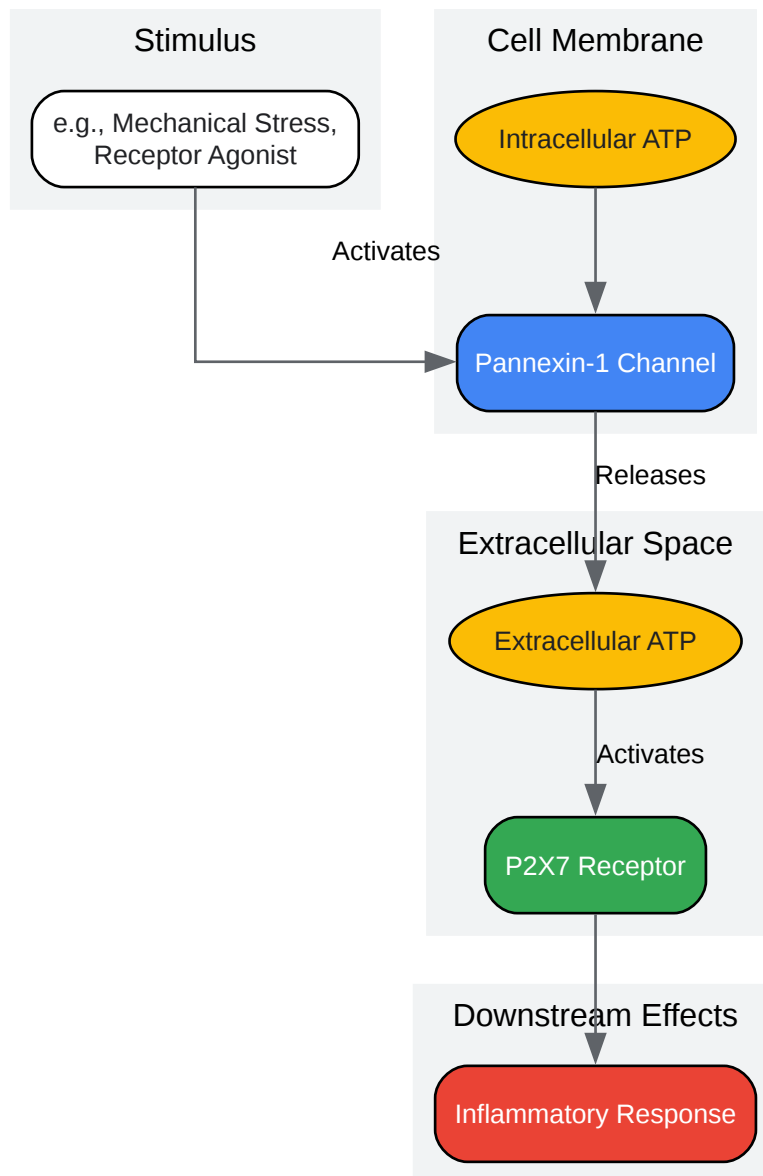 Stimulus
e.g., Mechanical Stress,
Receptor Agonist
Cell Membrane
Intracellular ATP
Activates
Pannexin-1 Channel
Releases
Extracellular Space
Extracellular ATP
Activates
P2X7 Receptor
Downstream Effects
Inflammatory Response